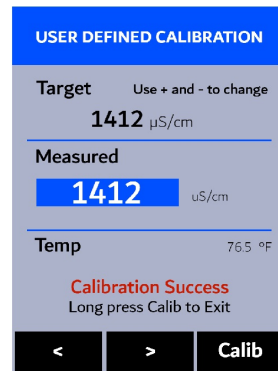 USER DEFINED CALIBRATION
Target Use + and - to change
1412 µS/cm
Measured
1412 uS/cm
Temp 76.5 °F
Calibration Success
Long press Calib to Exit
< > Calib